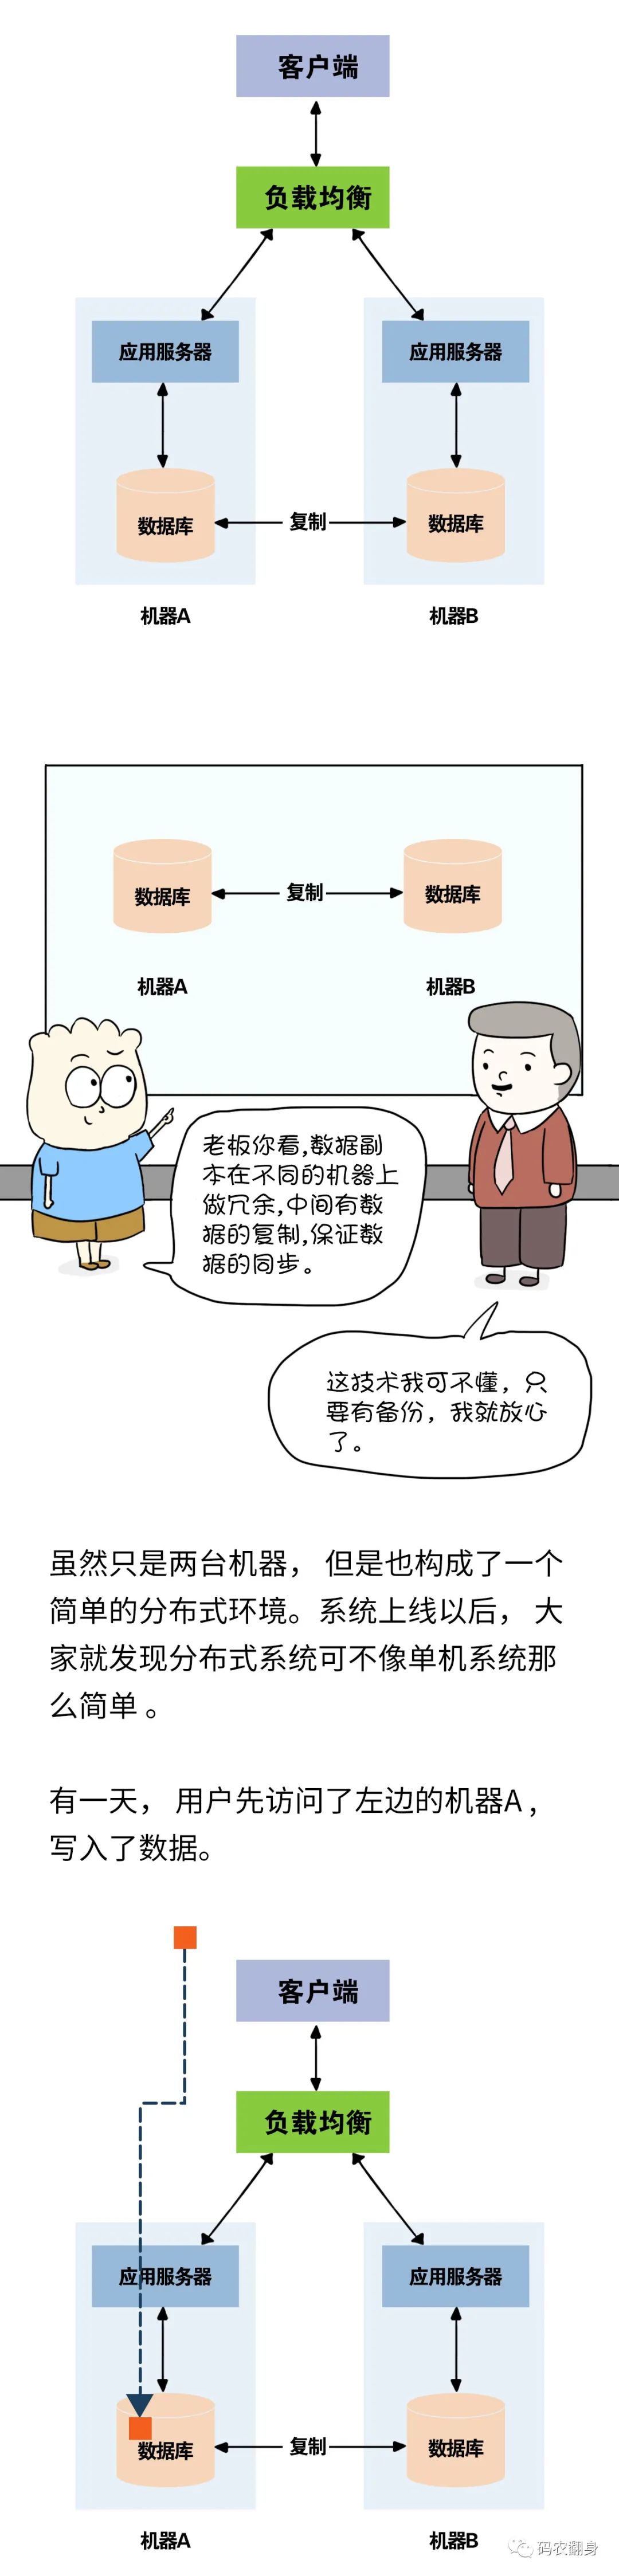 客户端
负载均衡
应用服务器
应用服务器
数据库
复制
数据库
机器A
机器B
数据库
复制
数据库
机器A
机器B
老板你看,数据副
本在不同的机器上
做冗余,中间有数
据的复制,保证数
据的同步。
这技术我可不懂，只
要有备份，我就放心
了。
虽然只是两台机器， 但是也构成了一个
简单的分布式环境。系统上线以后， 大
家就发现分布式系统可不像单机系统那
么简单 。
有一天， 用户先访问了左边的机器A ,
写入了数据。
客户端
负载均衡
应用服务器
应用服务器
数据库
复制
数据库
机器A
机器B
码农翻身